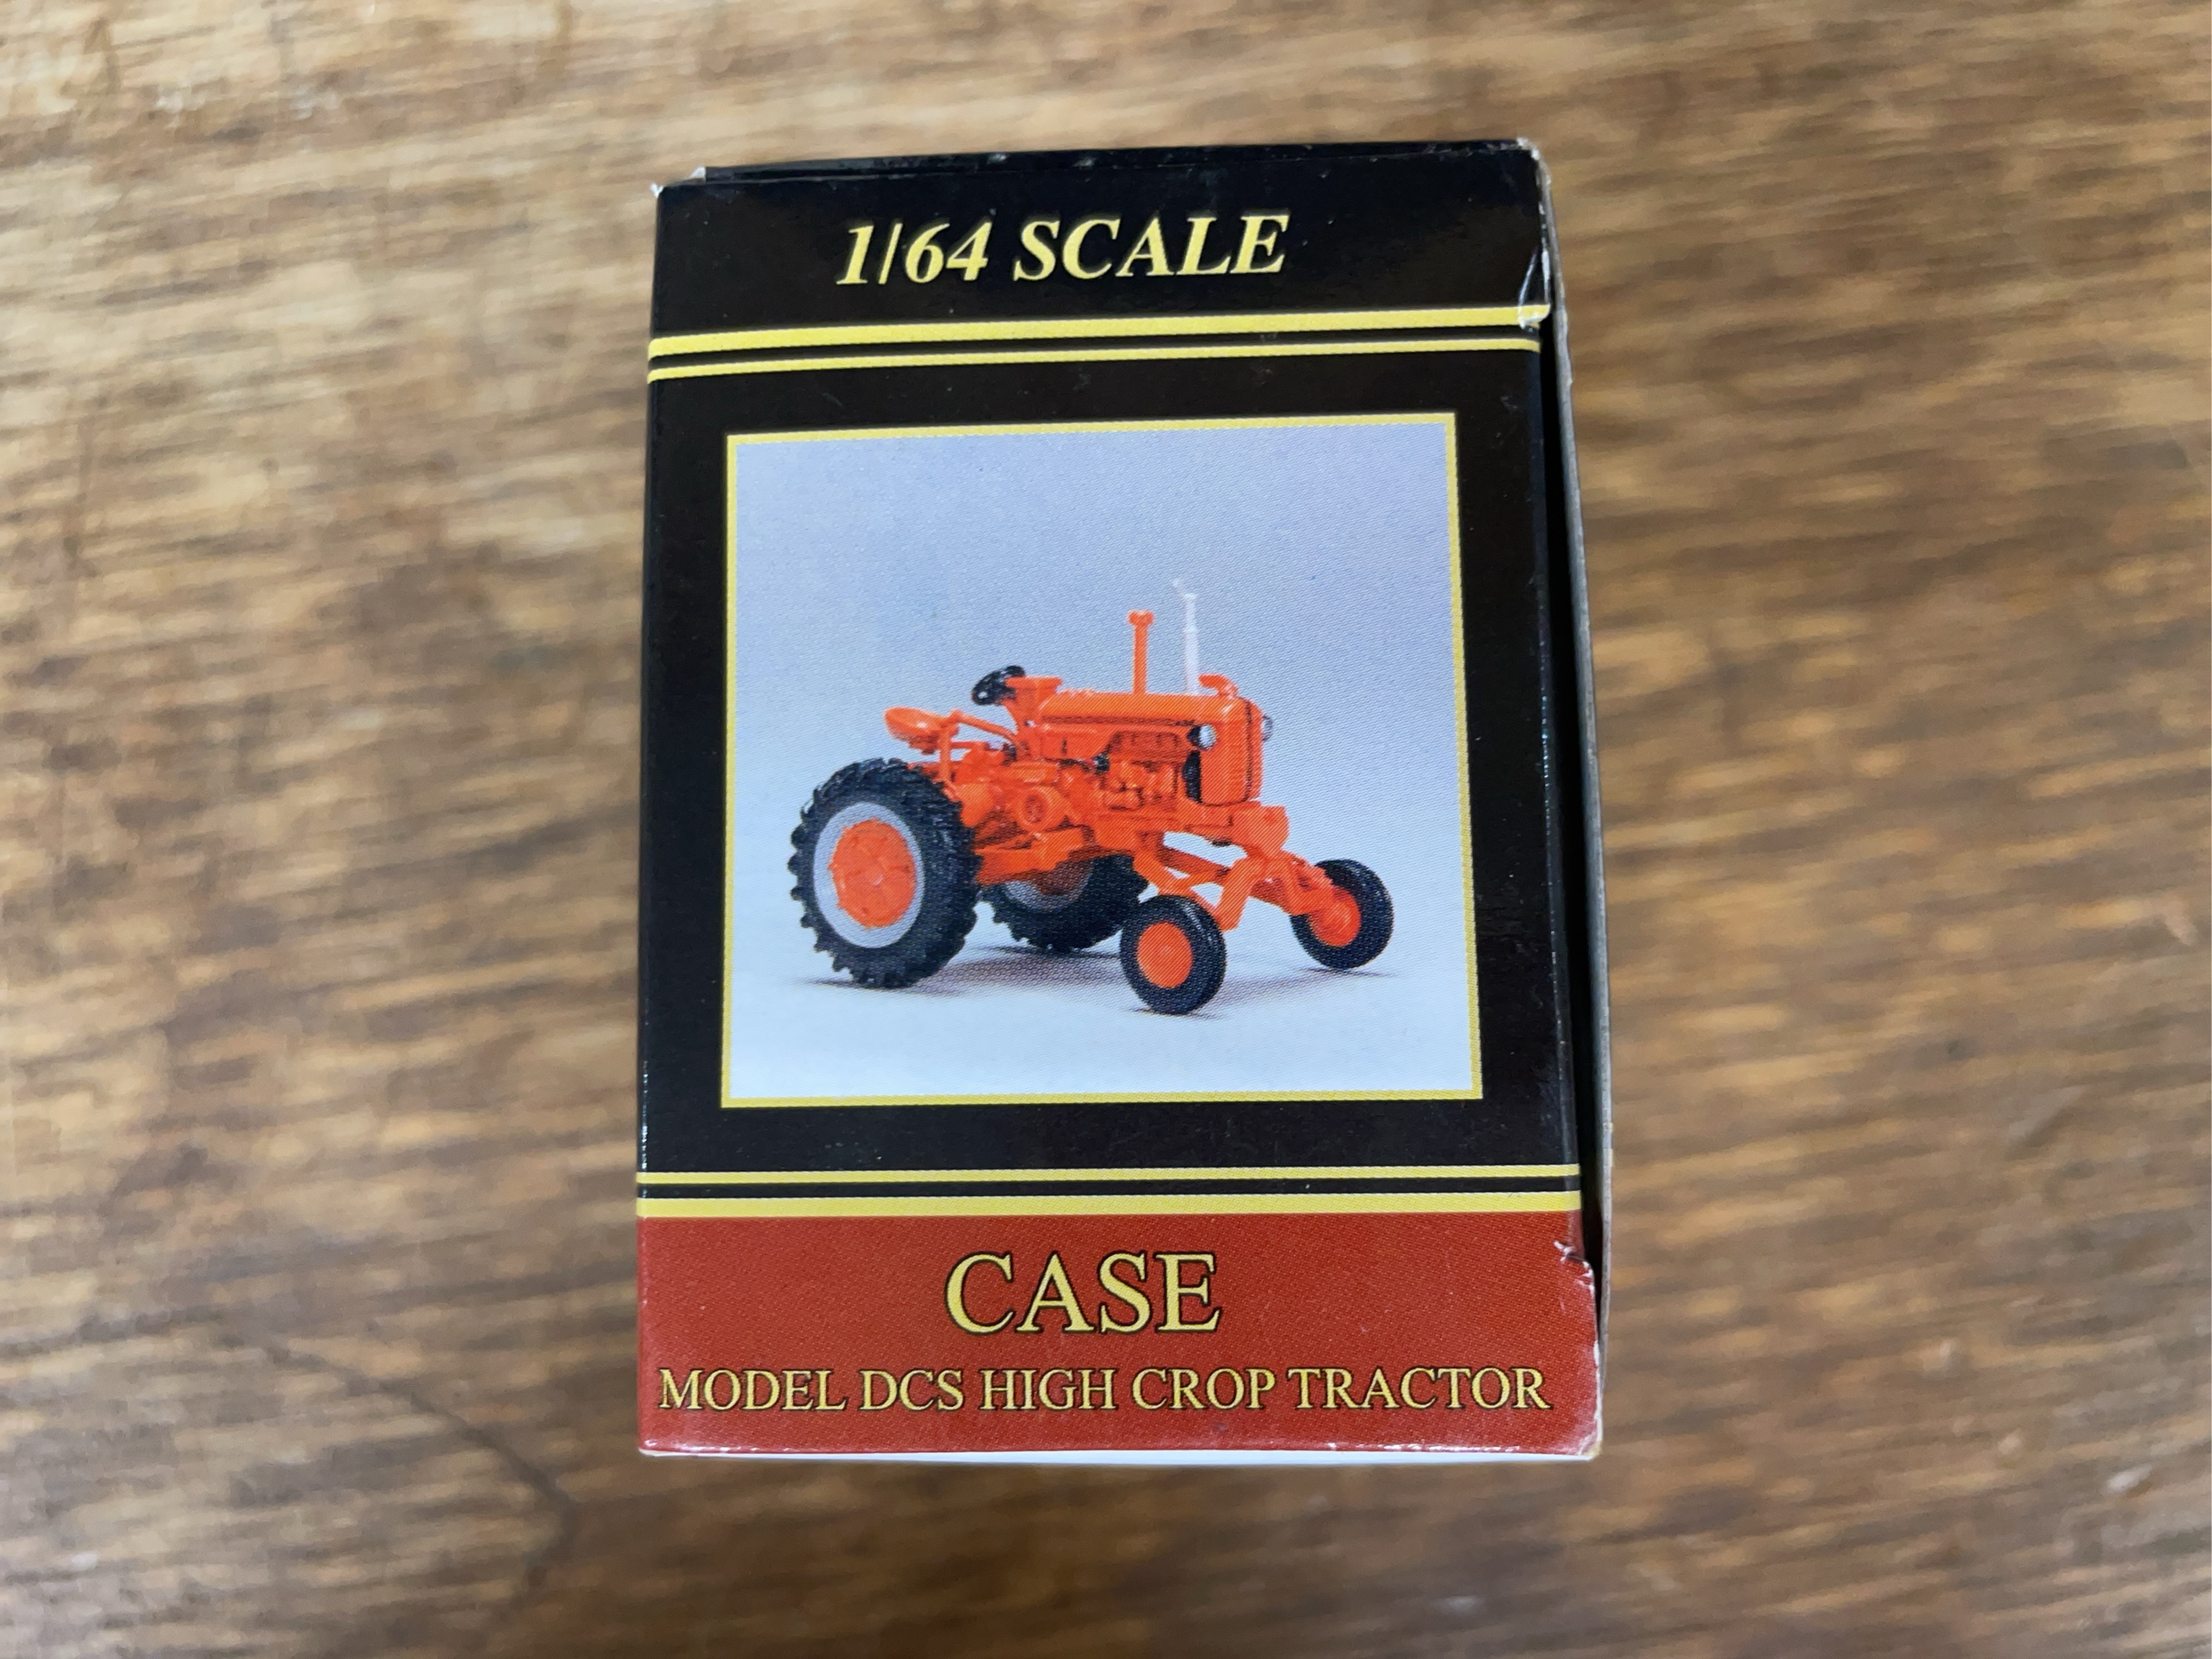 1/64 SCALE
CASE
MODEL DCS HIGH CROP TRACTOR